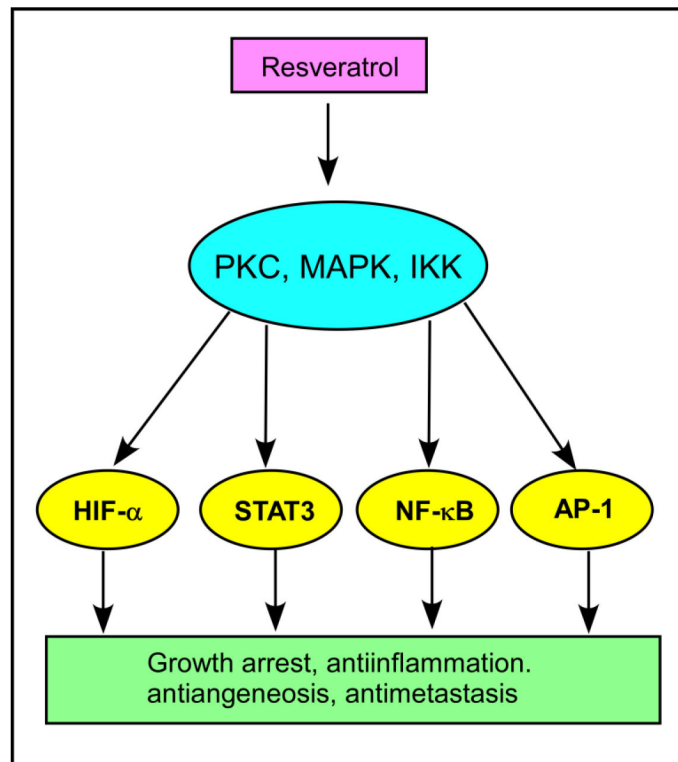 Resveratrol
PKC, MAPK, IKK
HIF-α
STAT3
NF-κB
AP-1
Growth arrest, antiinflammation.
antiangeneosis, antimetastasis